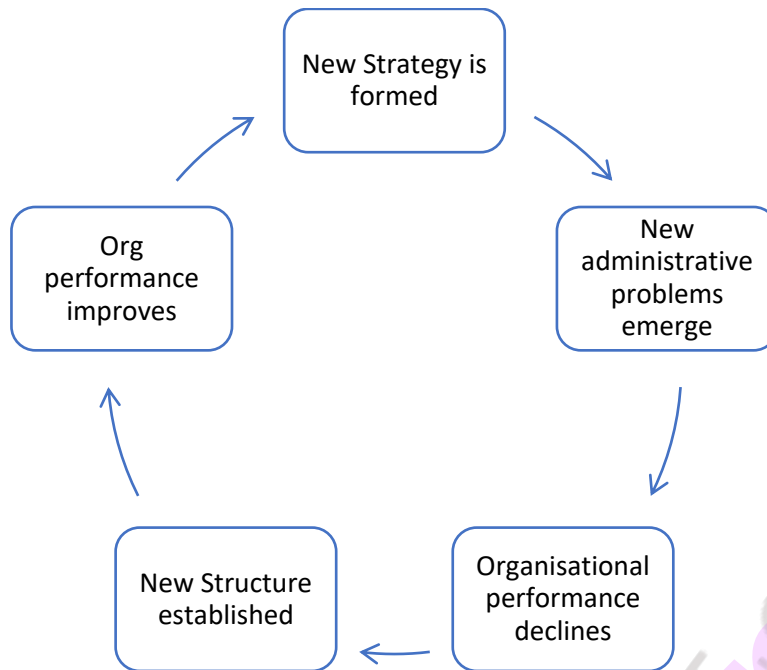 New Strategy is
formed
New
administrative
problems
emerge
Organisational
performance
declines
New Structure
established
Org
performance
improves